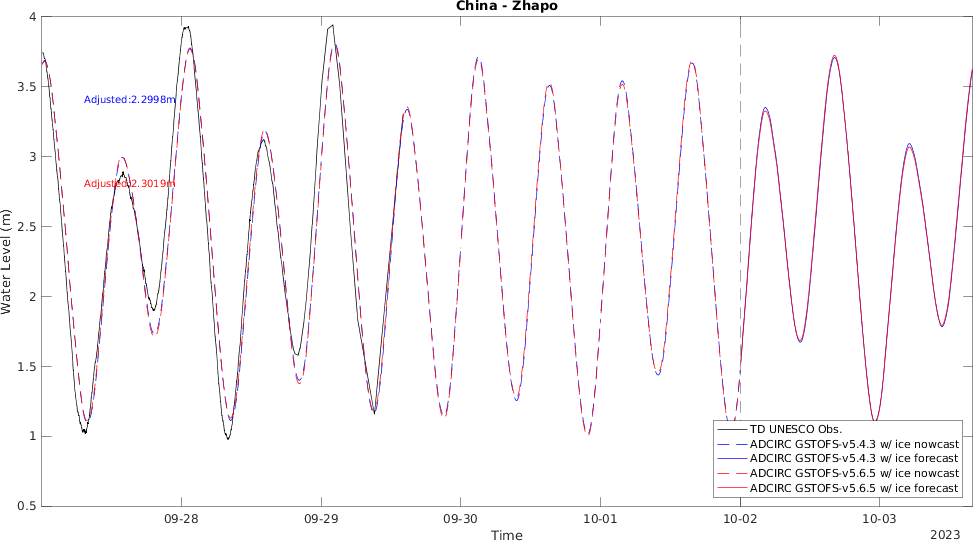 China - Zhapo
4
3.5
3
2.5
2
1.5
1
0.5
Water Level (m)
Adjusted:2.2998m
Adjusted:2.3019m
TD UNESCO Obs.
ADCIRC GSTOFS-v5.4.3 w/ ice nowcast
ADCIRC GSTOFS-v5.4.3 w/ ice forecast
ADCIRC GSTOFS-v5.6.5 w/ ice nowcast
ADCIRC GSTOFS-v5.6.5 w/ ice forecast
09-28 09-29 09-30 10-01 10-02 10-03
Time
2023